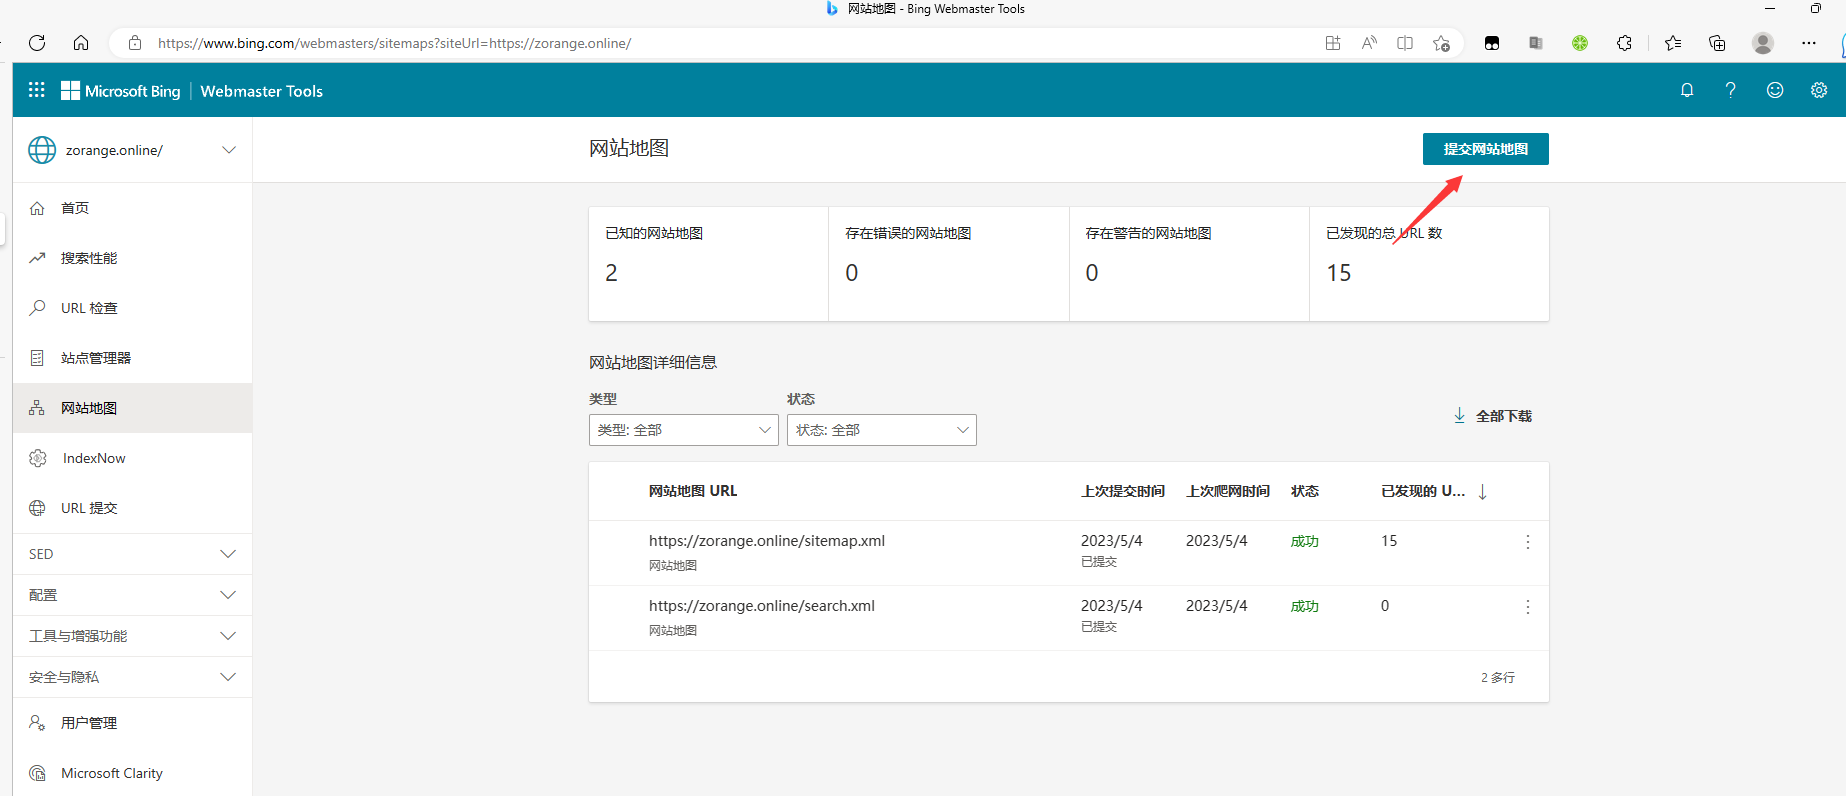 网站地图 - Bing Webmaster Tools
https://www.bing.com/webmasters/sitemaps?siteUrl=https://zorange.online/
Microsoft Bing
Webmaster Tools
zorange.online/
首页
搜索性能
URL 检查
站点管理器
网站地图
IndexNow
URL 提交
SED
配置
工具与增强功能
安全与隐私
用户管理
Microsoft Clarity
网站地图
提交网站地图
已知的网站地图
2
存在错误的网站地图
0
存在警告的网站地图
0
已发现的总 URL 数
15
网站地图详细信息
类型
状态
类型: 全部
状态: 全部
全部下载
网站地图 URL 上次提交时间 上次爬网时间 状态 已发现的 U...
https://zorange.online/sitemap.xml 2023/5/4 2023/5/4 成功 15
网站地图 已提交
https://zorange.online/search.xml 2023/5/4 2023/5/4 成功 0
网站地图 已提交
2 多行